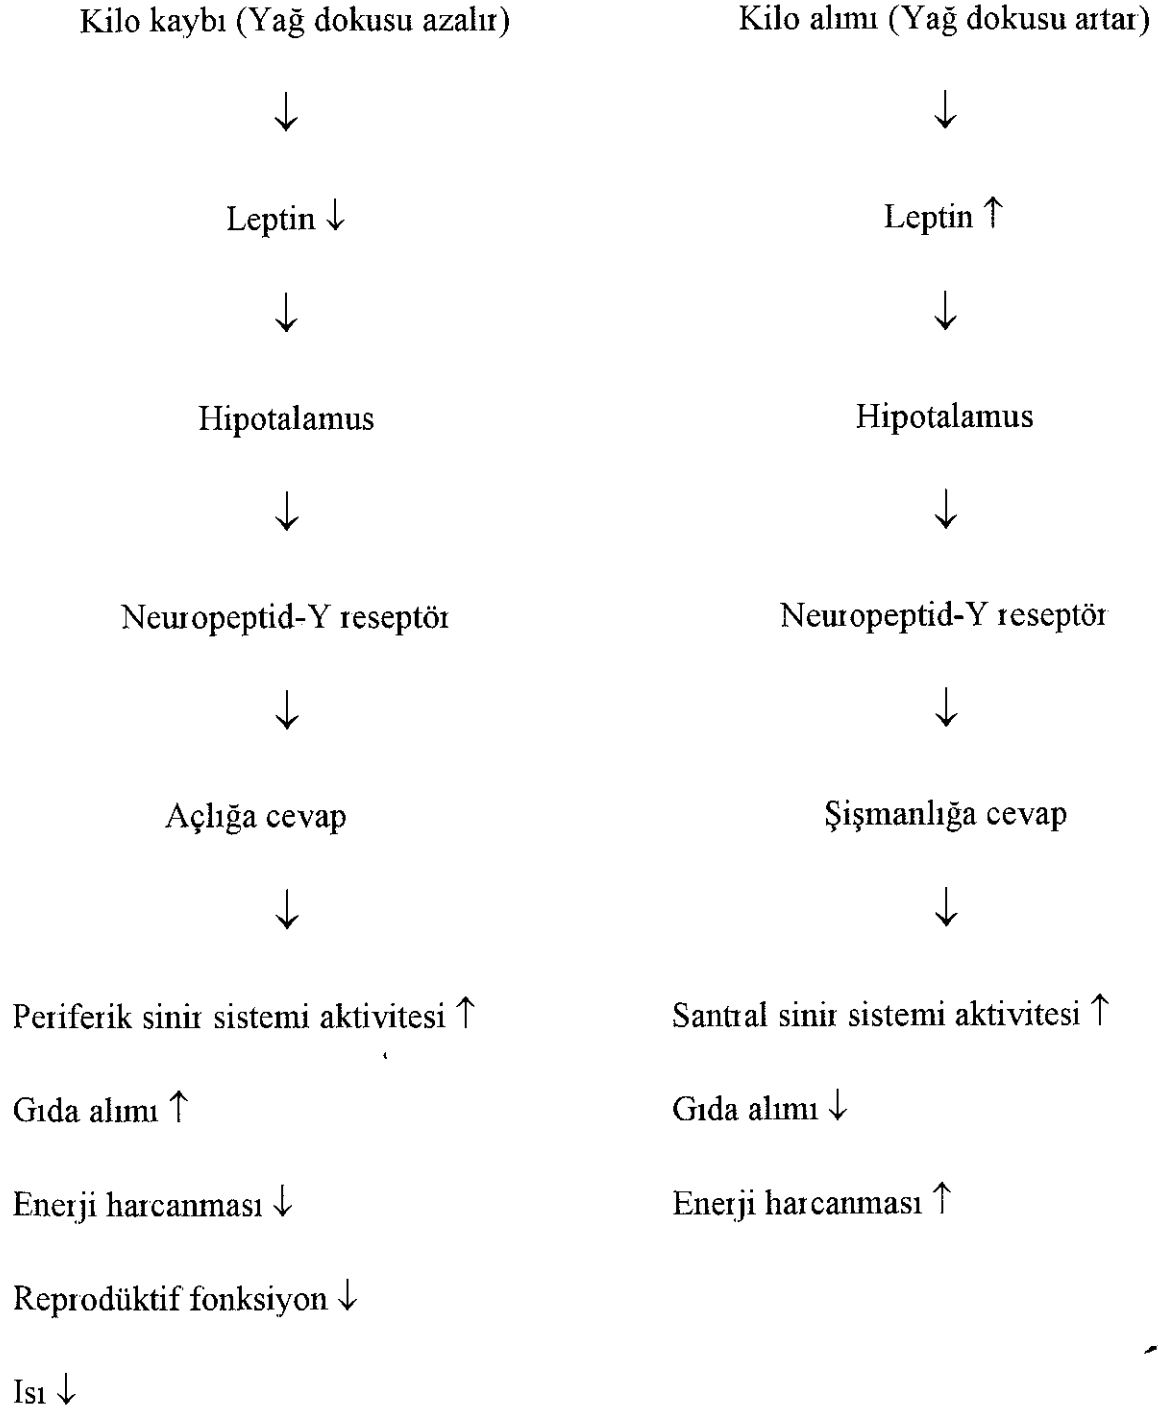 Kilo kaybı (Yağ dokusu azalır)
↓
Leptin ↓
↓
Hipotalamus
↓
Neuropeptid-Y reseptör
↓
Açlığa cevap
↓
Periferik sinir sistemi aktivitesi ↑
Gıda alımı ↑
Enerji harcanması ↓
Reprodüktif fonksiyon ↓
Isı ↓
Kilo alımı (Yağ dokusu artar)
↓
Leptin ↑
↓
Hipotalamus
↓
Neuropeptid-Y reseptör
↓
Şişmanlığa cevap
↓
Santral sinir sistemi aktivitesi ↑
Gıda alımı ↓
Enerji harcanması ↑